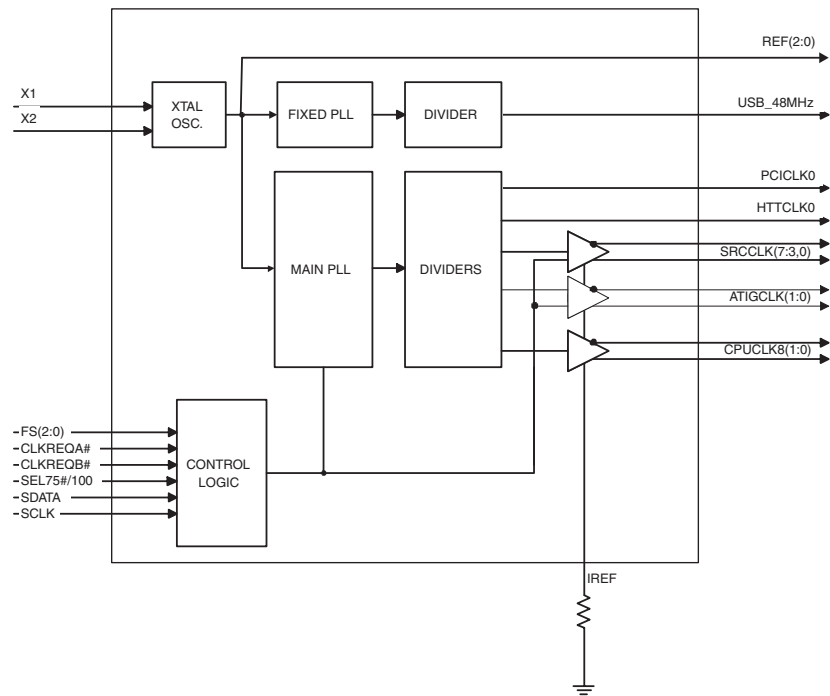 REF(2:0)
X1
X2
XTAL
OSC.
FIXED PLL
DIVIDER
USB_48MHz
MAIN PLL
DIVIDERS
PCICLK0
HTTCLK0
SRCCLK(7:3,0)
ATIGCLK(1:0)
CPUCLK8(1:0)
FS(2:0)
CLKREQA#
CLKREQB#
SEL75#/100
SDATA
SCLK
CONTROL
LOGIC
IREF